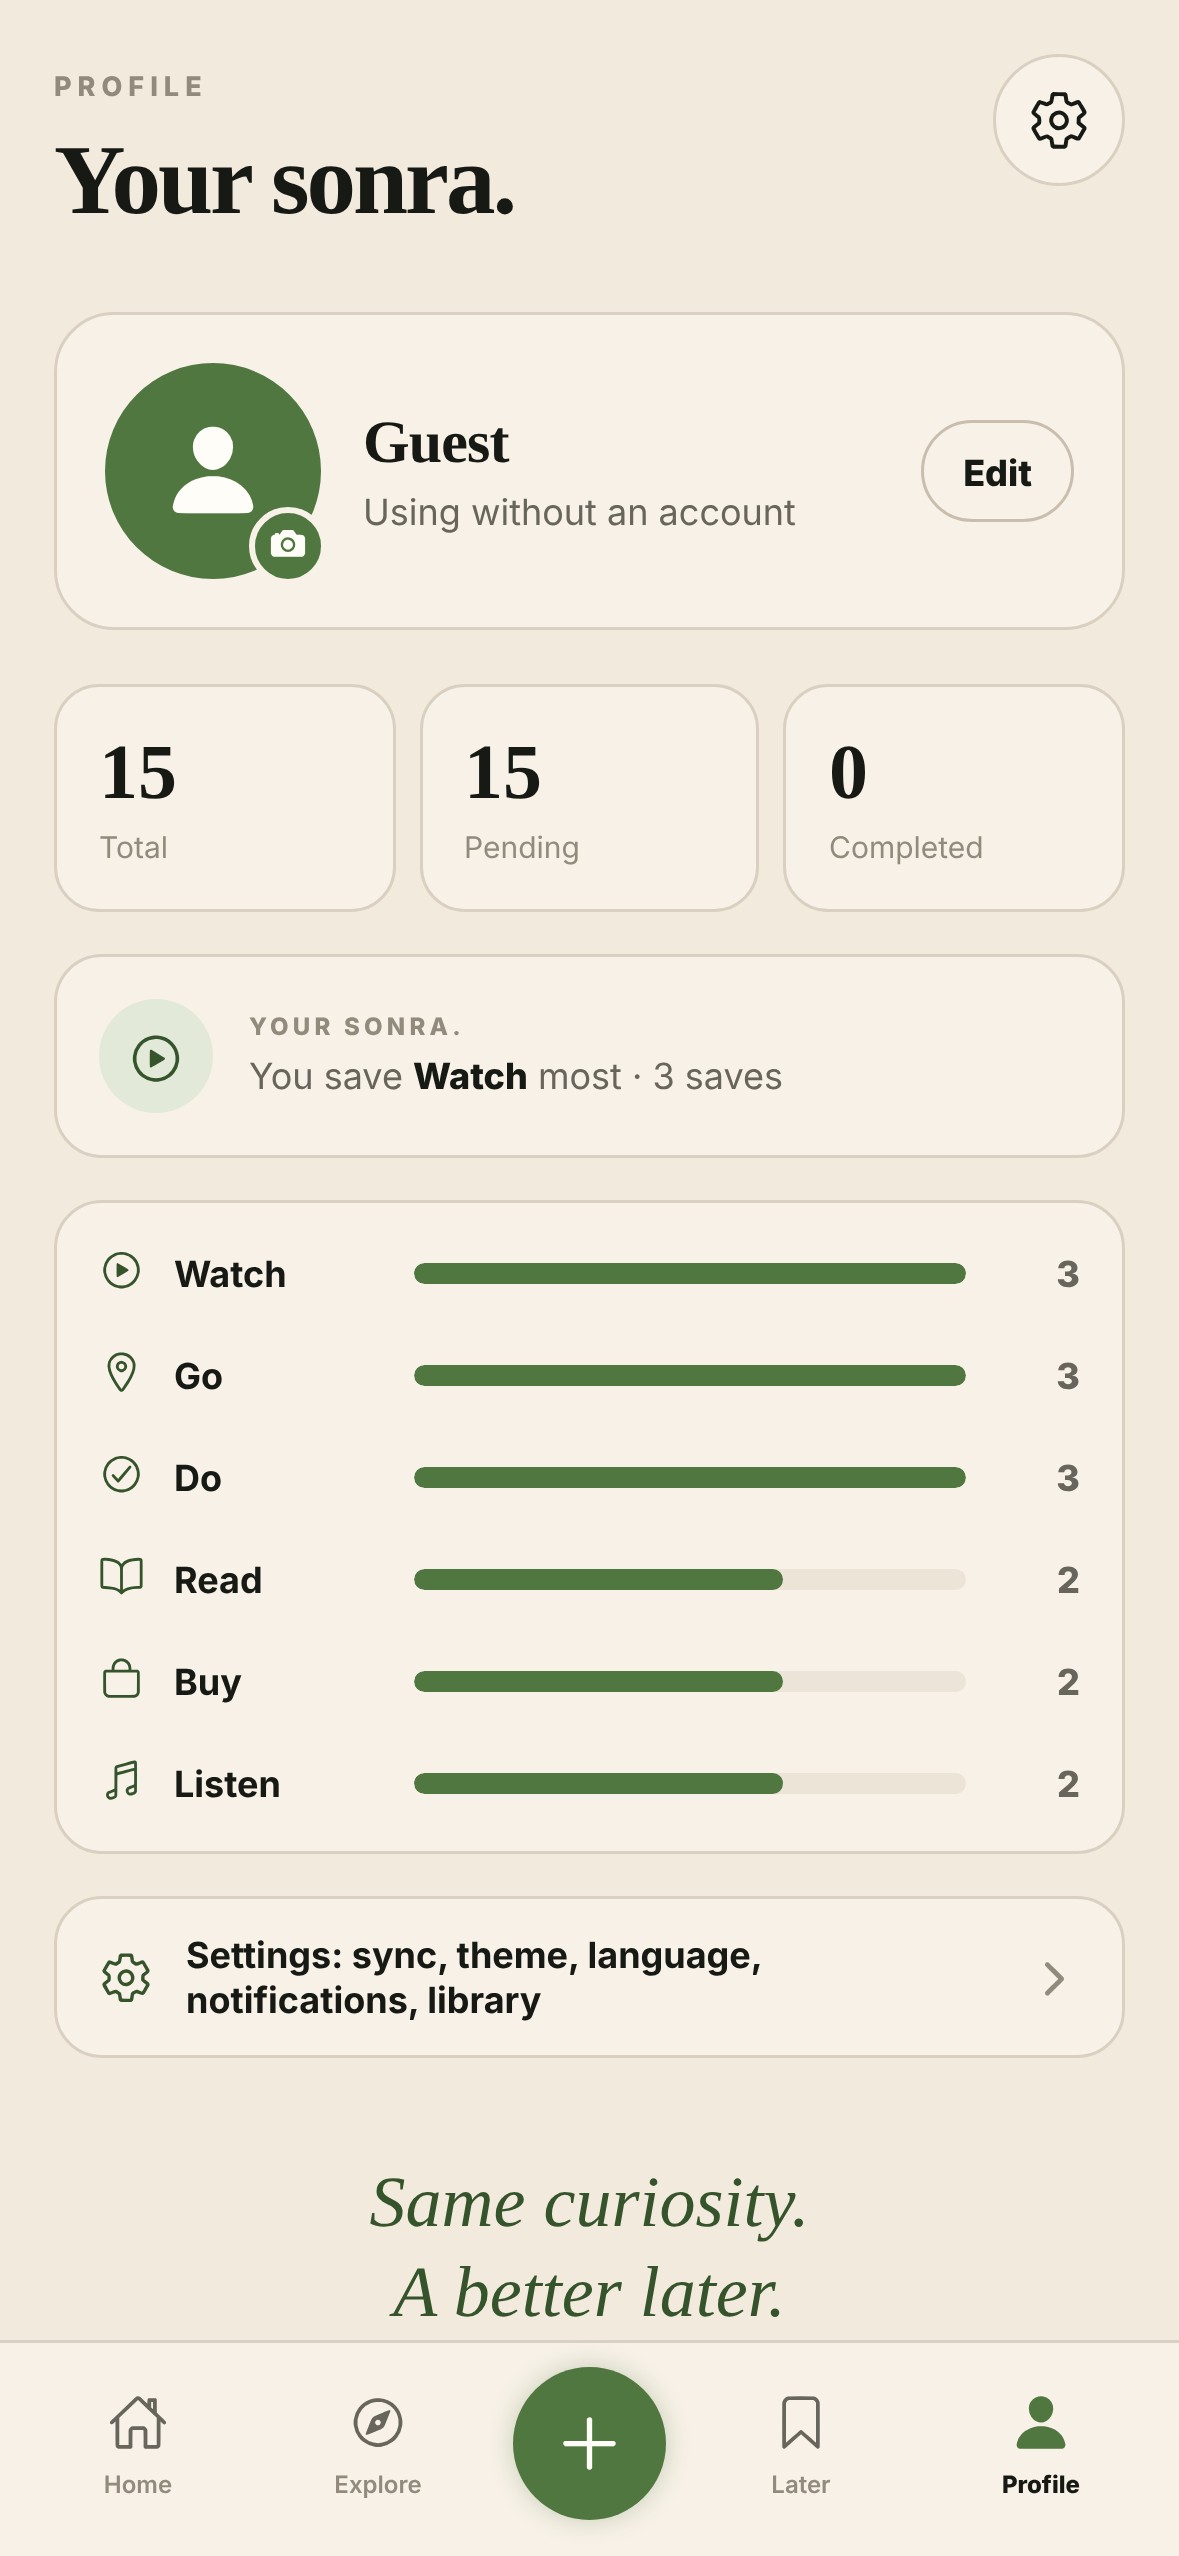 PROFILE
Your sonra.
Guest
Using without an account
Edit
15
Total
15
Pending
0
Completed
YOUR SONRA.
You save Watch most · 3 saves
Watch 3
Go 3
Do 3
Read 2
Buy 2
Listen 2
Settings: sync, theme, language,
notifications, library
Same curiosity.
A better later.
Home
Explore
Later
Profile